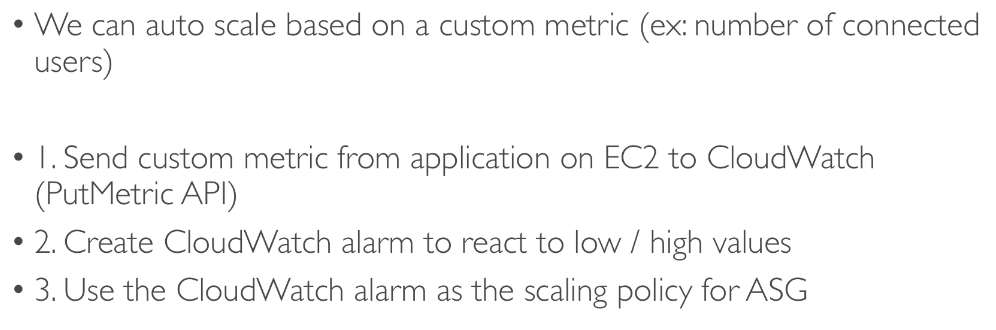 • We can auto scale based on a custom metric (ex: number of connected
users)
• 1. Send custom metric from application on EC2 to CloudWatch
(PutMetric API)
• 2. Create CloudWatch alarm to react to low / high values
• 3. Use the CloudWatch alarm as the scaling policy for ASG